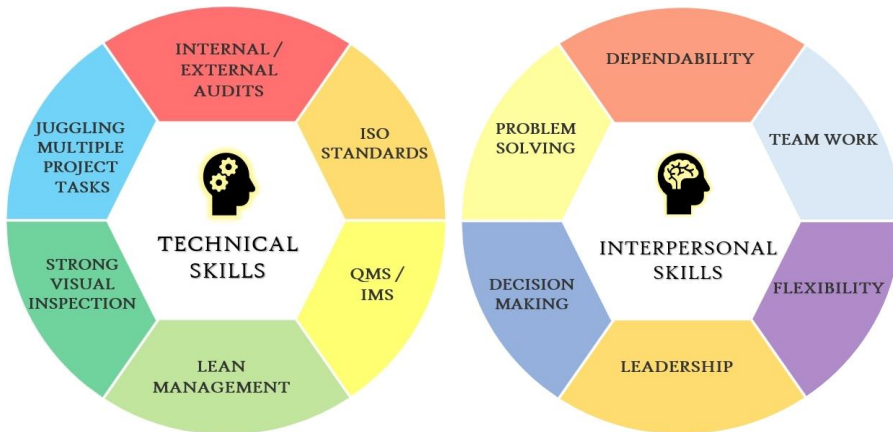 INTERNAL /
EXTERNAL
AUDITS
ISO
STANDARDS
QMS /
IMS
LEAN
MANAGEMENT
STRONG
VISUAL
INSPECTION
JUGGLING
MULTIPLE
PROJECT
TASKS
TECHNICAL
SKILLS
DEPENDABILITY
TEAM WORK
FLEXIBILITY
LEADERSHIP
DECISION
MAKING
PROBLEM
SOLVING
INTERPERSONAL
SKILLS